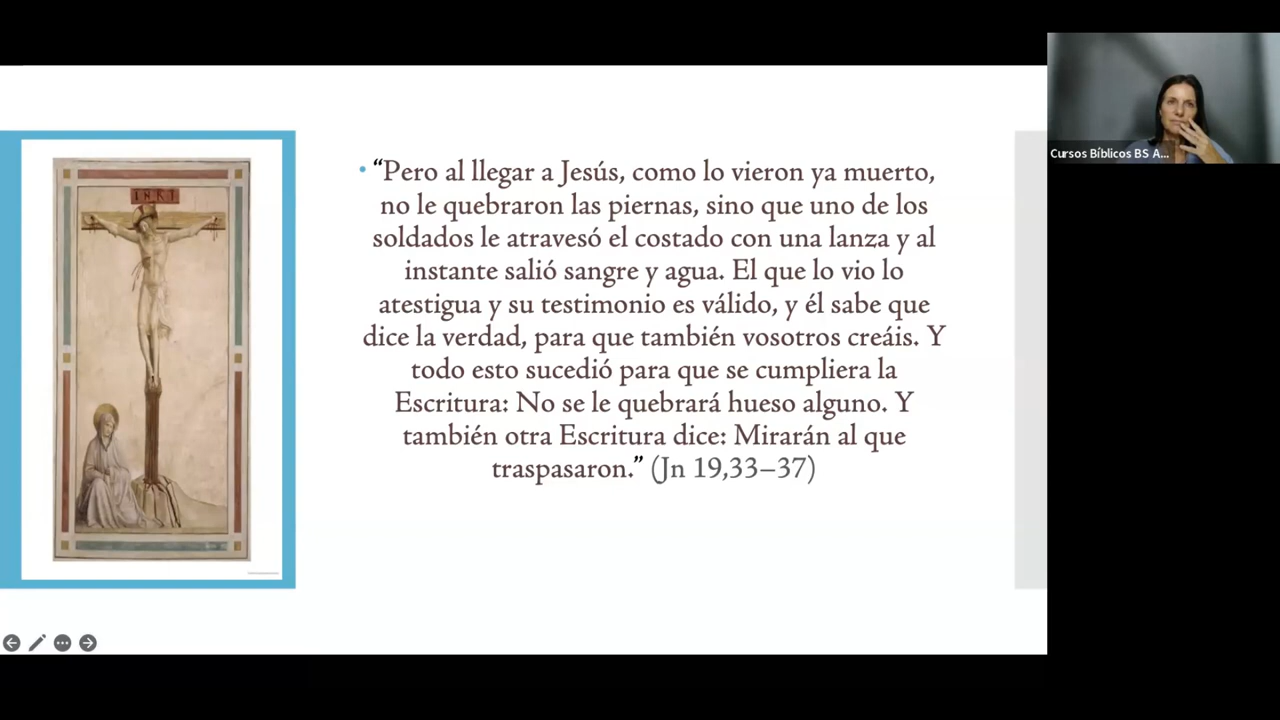 “Pero al llegar a Jesús, como lo vieron ya muerto,
no le quebraron las piernas, sino que uno de los
soldados le atravesó el costado con una lanza y al
instante salió sangre y agua. El que lo vio lo
atestigua y su testimonio es válido, y él sabe que
dice la verdad, para que también vosotros creáis. Y
todo esto sucedió para que se cumpliera la
Escritura: No se le quebrará hueso alguno. Y
también otra Escritura dice: Mirarán al que
traspasaron.” (Jn 19,33–37)
Cursos Bíblicos BS A...